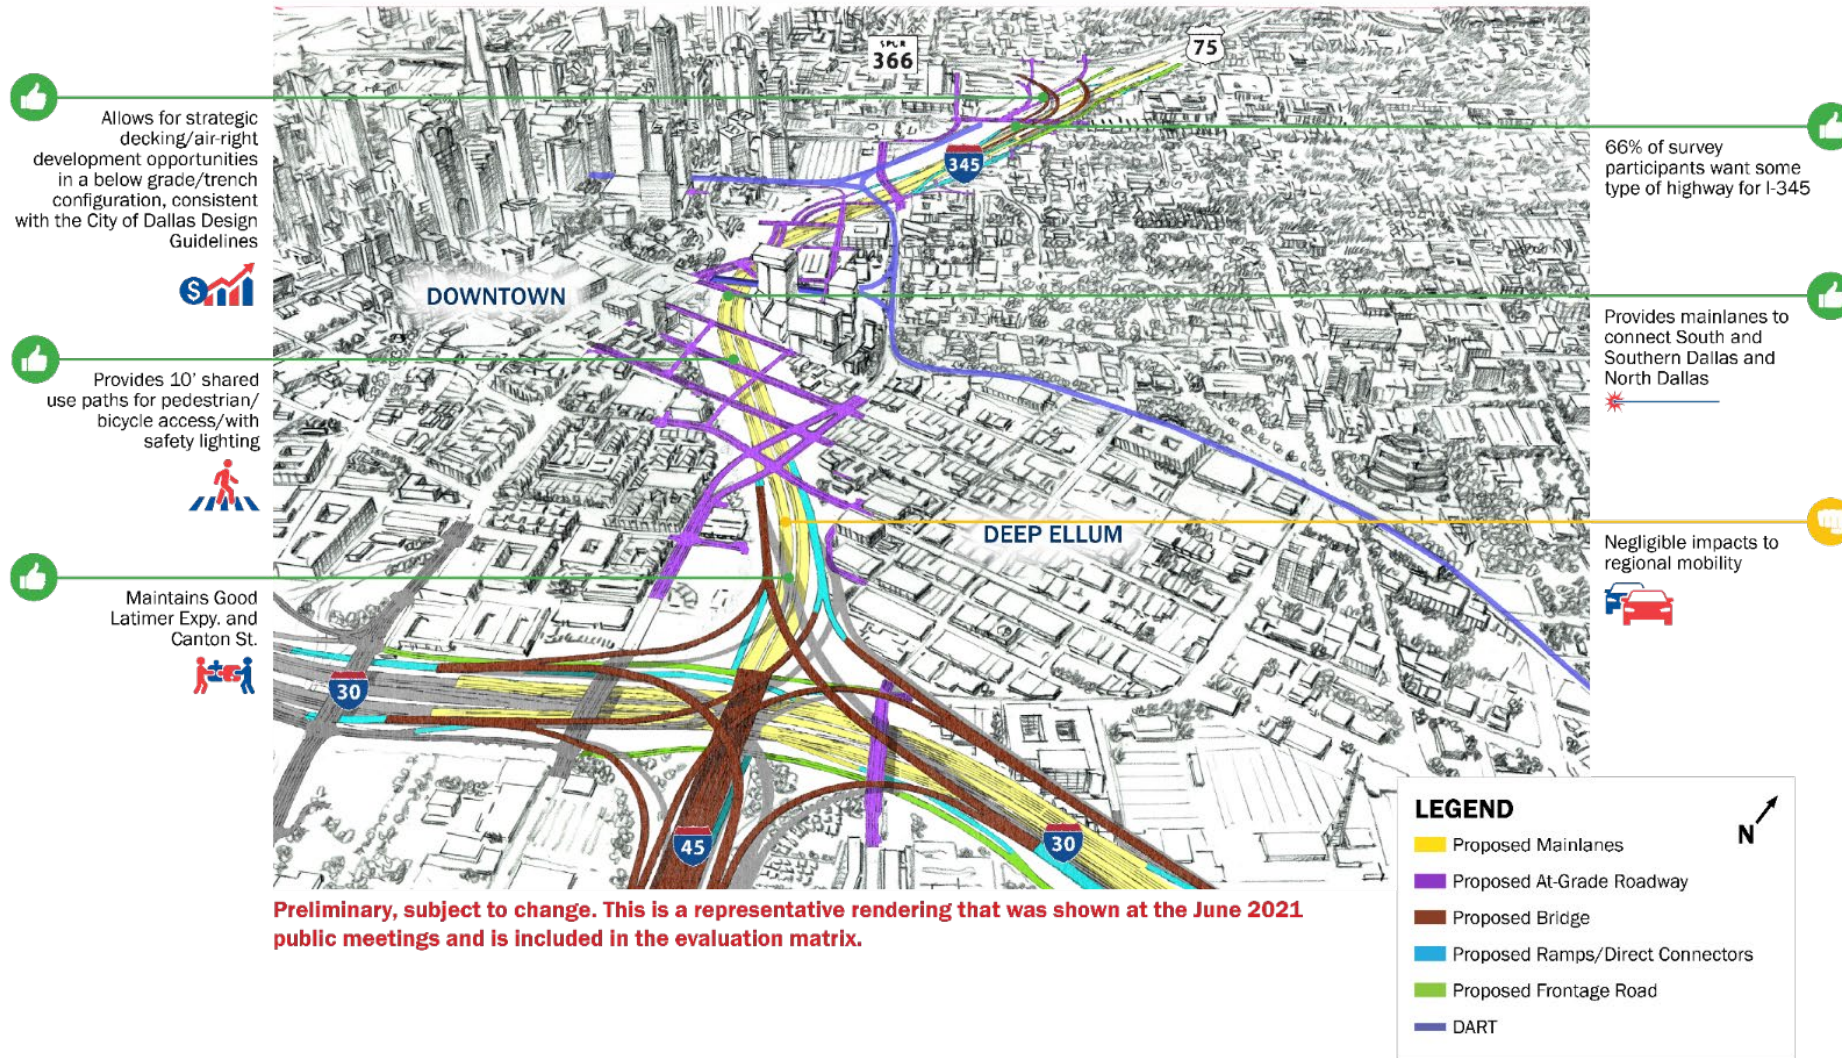 SPUR
366
75
Allows for strategic
decking/air-right
development opportunities
in a below grade/trench
configuration, consistent
with the City of Dallas Design
Guidelines
$
345
66% of survey
participants want some
type of highway for I-345
DOWNTOWN
Provides mainlanes to
connect South and
Southern Dallas and
North Dallas
Provides 10’ shared
use paths for pedestrian/
bicycle access/with
safety lighting
DEEP ELLUM
Negligible impacts to
regional mobility
Maintains Good
Latimer Expy. and
Canton St.
30
45
30
LEGEND
N
Proposed Mainlanes
Proposed At-Grade Roadway
Proposed Bridge
Proposed Ramps/Direct Connectors
Proposed Frontage Road
DART
Preliminary, subject to change. This is a representative rendering that was shown at the June 2021
public meetings and is included in the evaluation matrix.